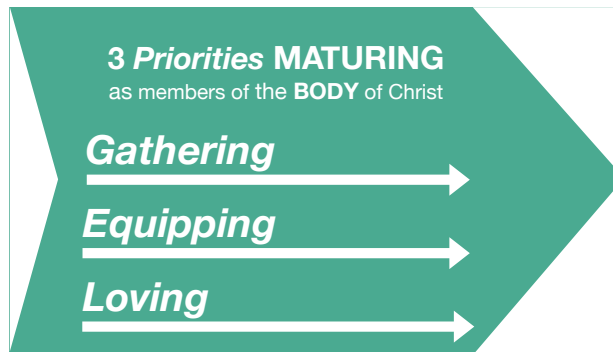 3 Priorities MATURING
as members of the BODY of Christ
Gathering
Equipping
Loving